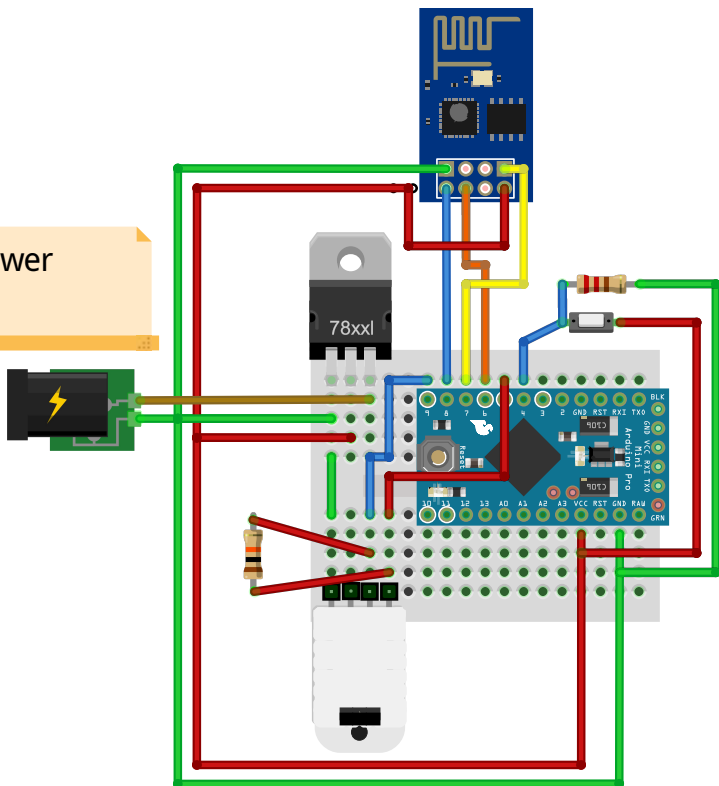 wer
78xxl
9 8 7 6 4 3 2 GND RST RXI TXO
BLK
GND VCC RXI TXO
GRN
Reset
Arduino Pro
Mini
10 11 12 13 A0 A1 A2 A3 VCC RST GND RAW